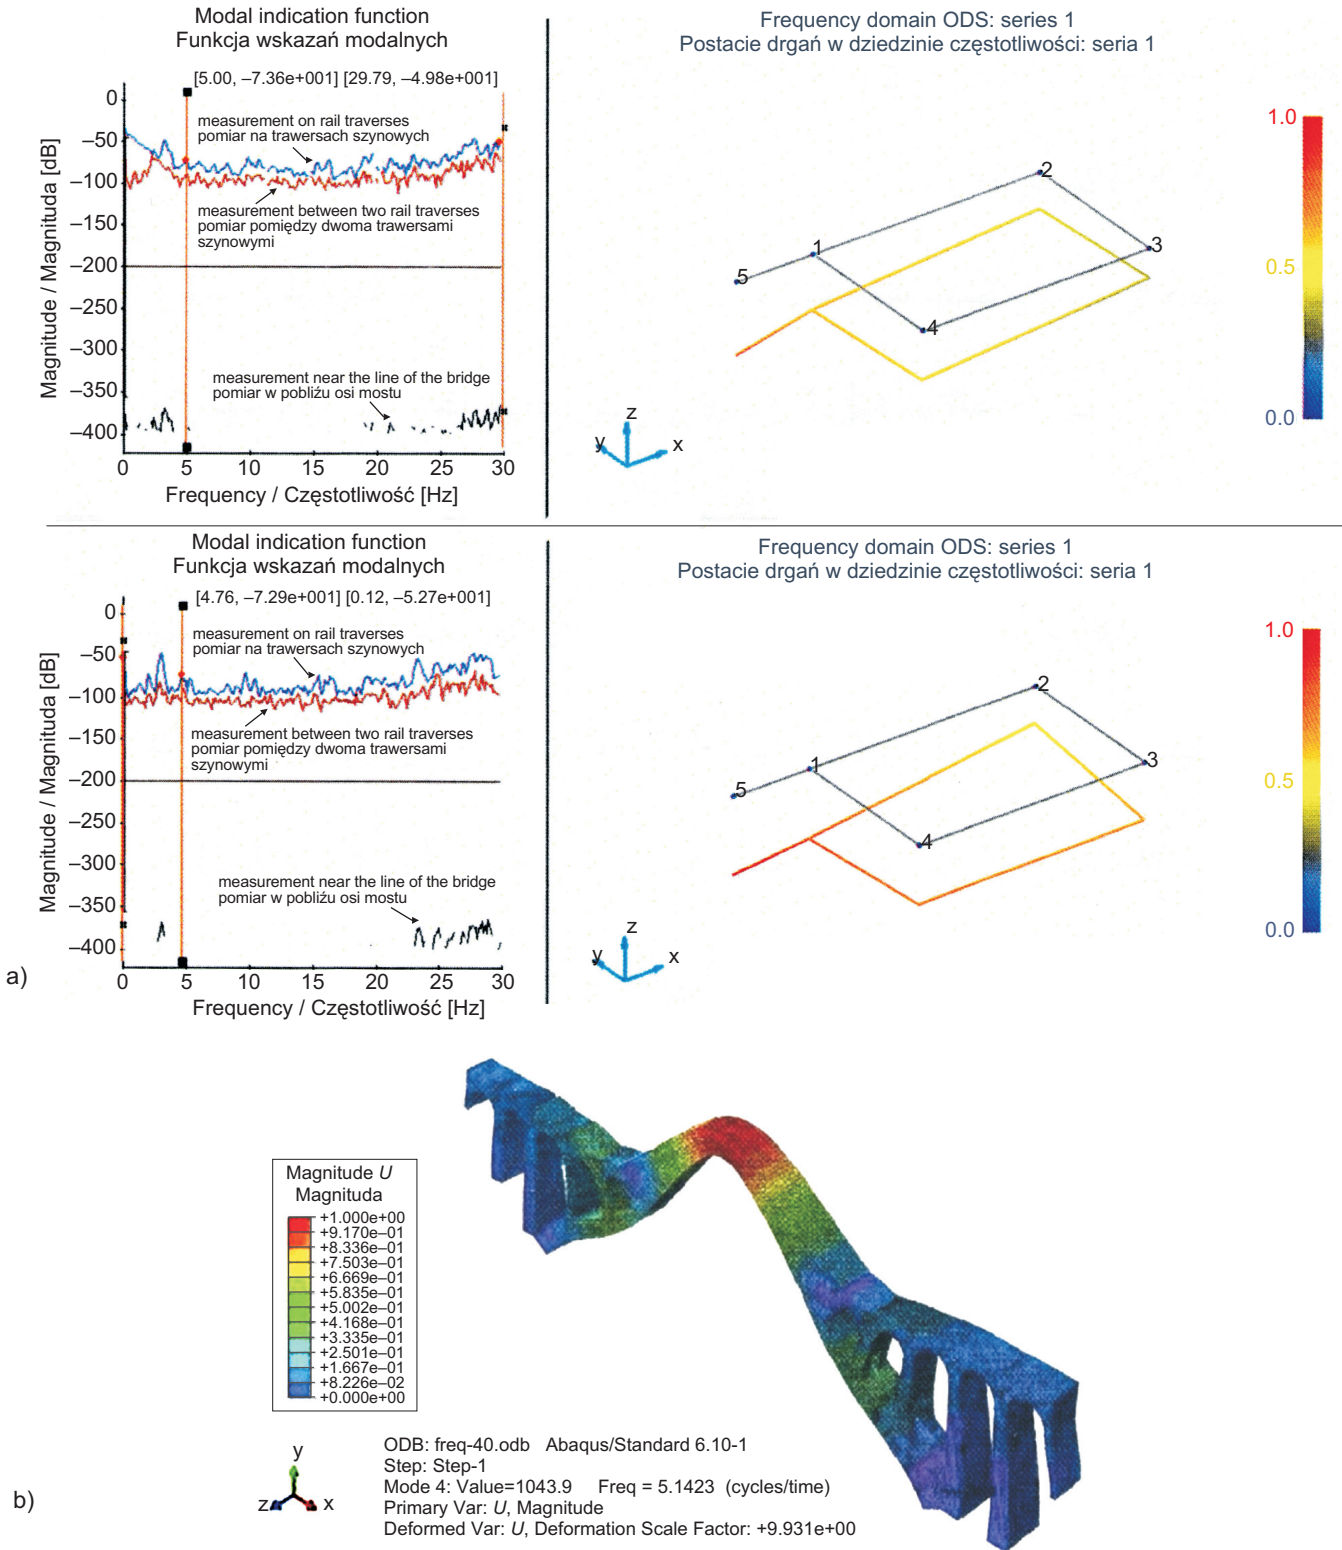 Modal indication function
Funkcja wskazań modalnych
[5.00, –7.36e+001] [29.79, –4.98e+001]
measurement on rail traverses
pomiar na trawersach szynowych
measurement between two rail traverses
pomiar pomiędzy dwoma trawersami
szynowymi
measurement near the line of the bridge
pomiar w pobliżu osi mostu
Magnitude / Magnituda [dB]
0
–50
–100
–150
–200
–250
–300
–350
–400
0 5 10 15 20 25 30
Frequency / Częstotliwość [Hz]
Frequency domain ODS: series 1
Postacie drgań w dziedzinie częstotliwości: seria 1
2
1
3
5
4
z
y
x
1.0
0.5
0.0
Modal indication function
Funkcja wskazań modalnych
[4.76, –7.29e+001] [0.12, –5.27e+001]
measurement on rail traverses
pomiar na trawersach szynowych
measurement between two rail traverses
pomiar pomiędzy dwoma trawersami
szynowymi
measurement near the line of the bridge
pomiar w pobliżu osi mostu
Magnitude / Magnituda [dB]
0
–50
–100
–150
–200
–250
–300
–350
–400
0 5 10 15 20 25 30
Frequency / Częstotliwość [Hz]
Frequency domain ODS: series 1
Postacie drgań w dziedzinie częstotliwości: seria 1
2
1
3
5
4
z
y
x
1.0
0.5
0.0
a)
Magnitude U
Magnituda
+1.000e+00
+9.170e–01
+8.336e–01
+7.503e–01
+6.669e–01
+5.835e–01
+5.002e–01
+4.168e–01
+3.335e–01
+2.501e–01
+1.667e–01
+8.226e–02
+0.000e+00
y
z
x
ODB: freq-40.odb Abaqus/Standard 6.10-1
Step: Step-1
Mode 4: Value=1043.9 Freq = 5.1423 (cycles/time)
Primary Var: U, Magnitude
Deformed Var: U, Deformation Scale Factor: +9.931e+00
b)